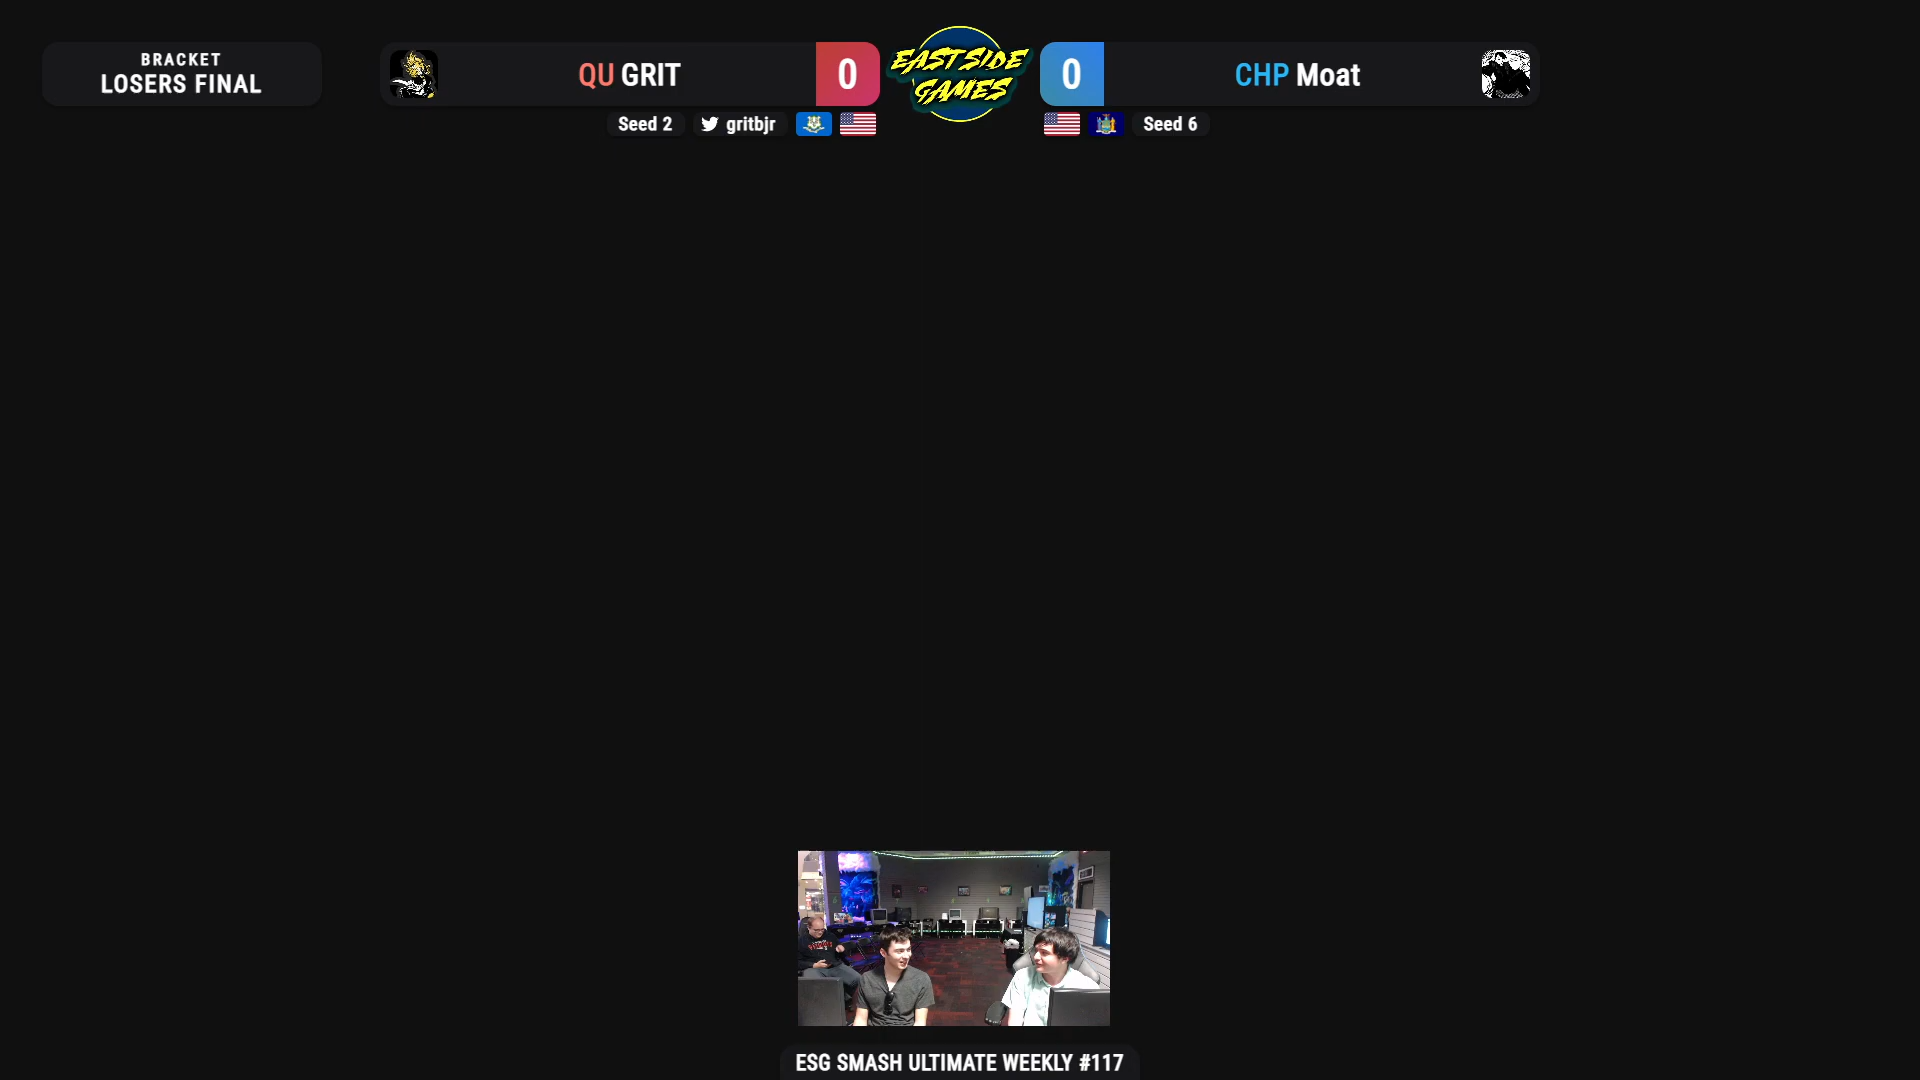 BRACKET
LOSERS FINAL
QU GRIT
0
EAST SIDE
GAMES
0
CHP Moat
Seed 2
gritbjr
Seed 6
ESG SMASH ULTIMATE WEEKLY #117